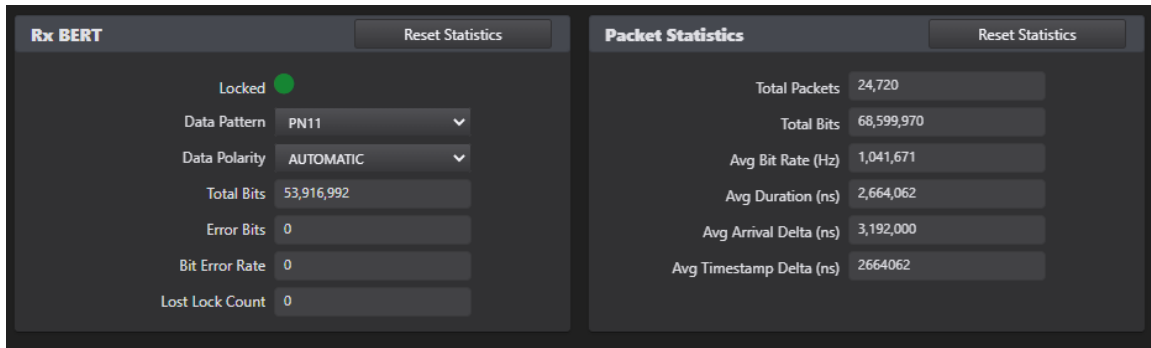 Rx BERT
Reset Statistics
Locked
Data Pattern PN11
Data Polarity AUTOMATIC
Total Bits 53,916,992
Error Bits 0
Bit Error Rate 0
Lost Lock Count 0
Packet Statistics
Reset Statistics
Total Packets 24,720
Total Bits 68,599,970
Avg Bit Rate (Hz) 1,041,671
Avg Duration (ns) 2,664,062
Avg Arrival Delta (ns) 3,192,000
Avg Timestamp Delta (ns) 2664062